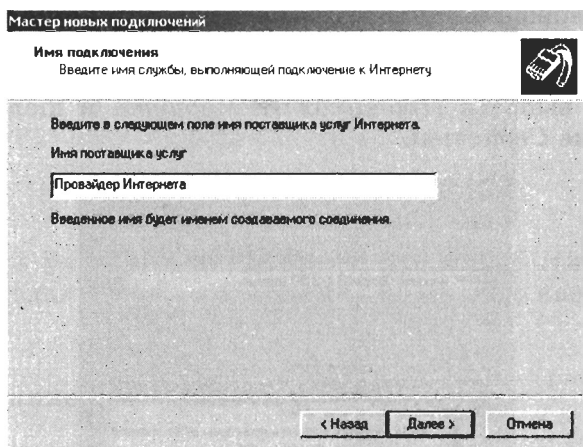 Мастер новых подключений
Имя подключения
Введите имя службы, выполняющей подключение к Интернету
Введите в следующем поле имя поставщика услуг Интернета.
Имя поставщика услуг
Провайдер Интернета
Введенное имя будет именем создаваемого соединения.
< Назад
Далее >
Отмена